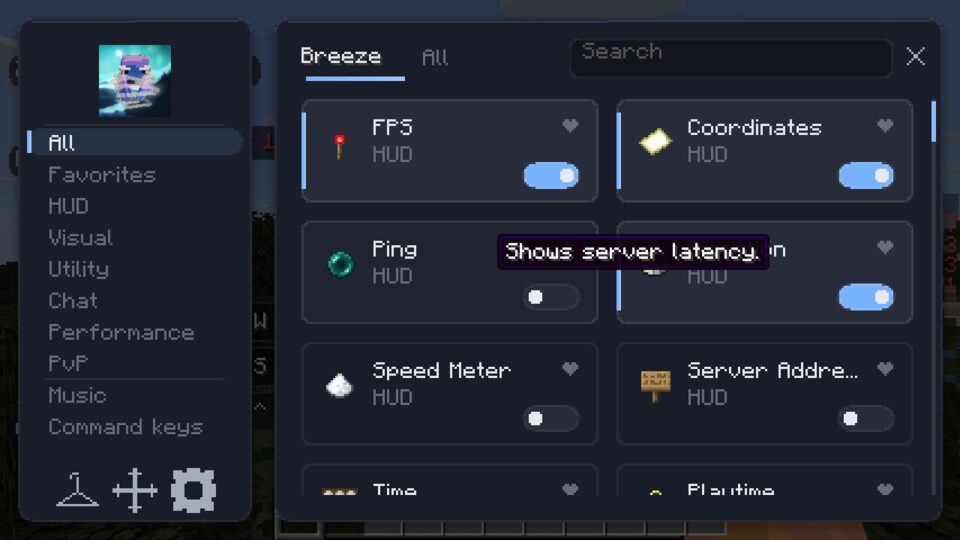 Breeze
All
Search
All
Favorites
HUD
Visual
Utility
Chat
Performance
PvP
Music
Command keys
FPS
HUD
Coordinates
HUD
Ping
HUD
Shows server latency.
on
HUD
Speed Meter
HUD
Server Addre...
HUD
Time
Playtime
W
S